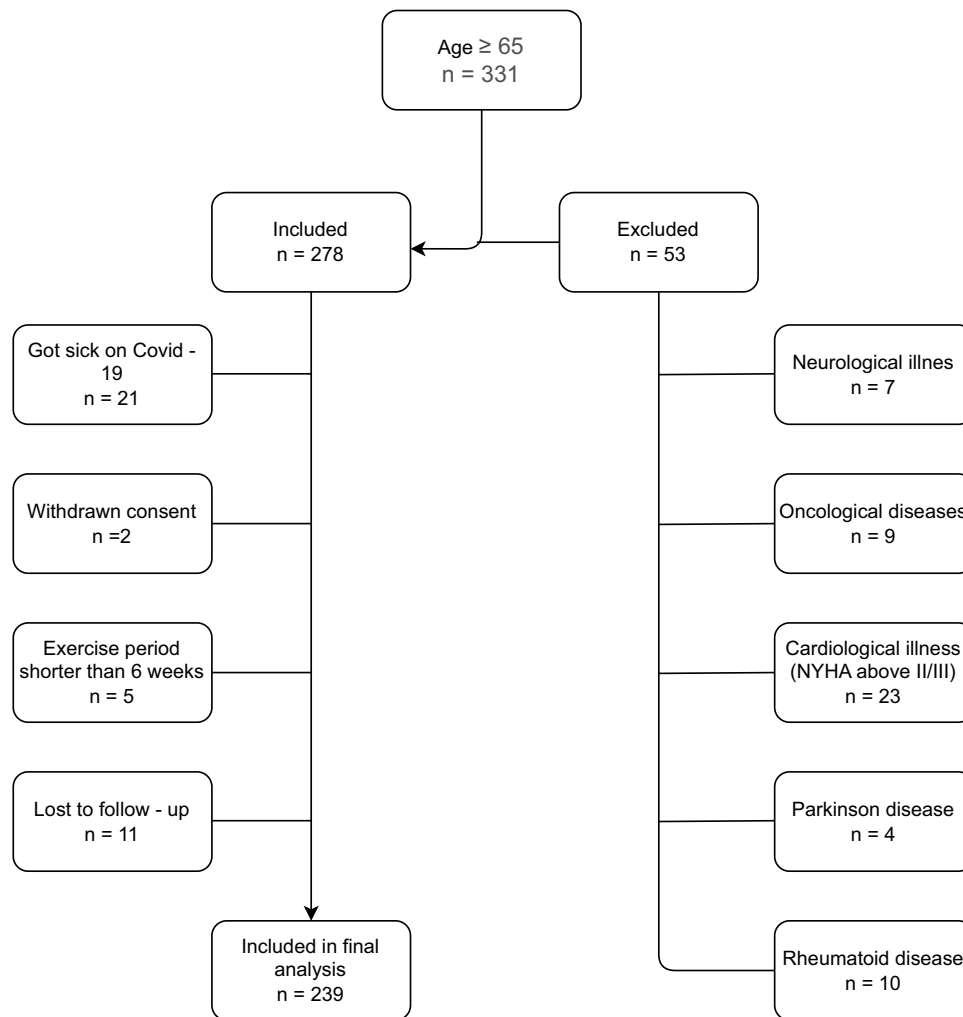 Age ≥ 65
n = 331
Included
n = 278
Excluded
n = 53
Got sick on Covid -
19
n = 21
Neurological illnes
n = 7
Withdrawn consent
n =2
Oncological diseases
n = 9
Exercise period
shorter than 6 weeks
n = 5
Cardiological illness
(NYHA above II/III)
n = 23
Lost to follow - up
n = 11
Parkinson disease
n = 4
Included in final
analysis
n = 239
Rheumatoid disease
n = 10